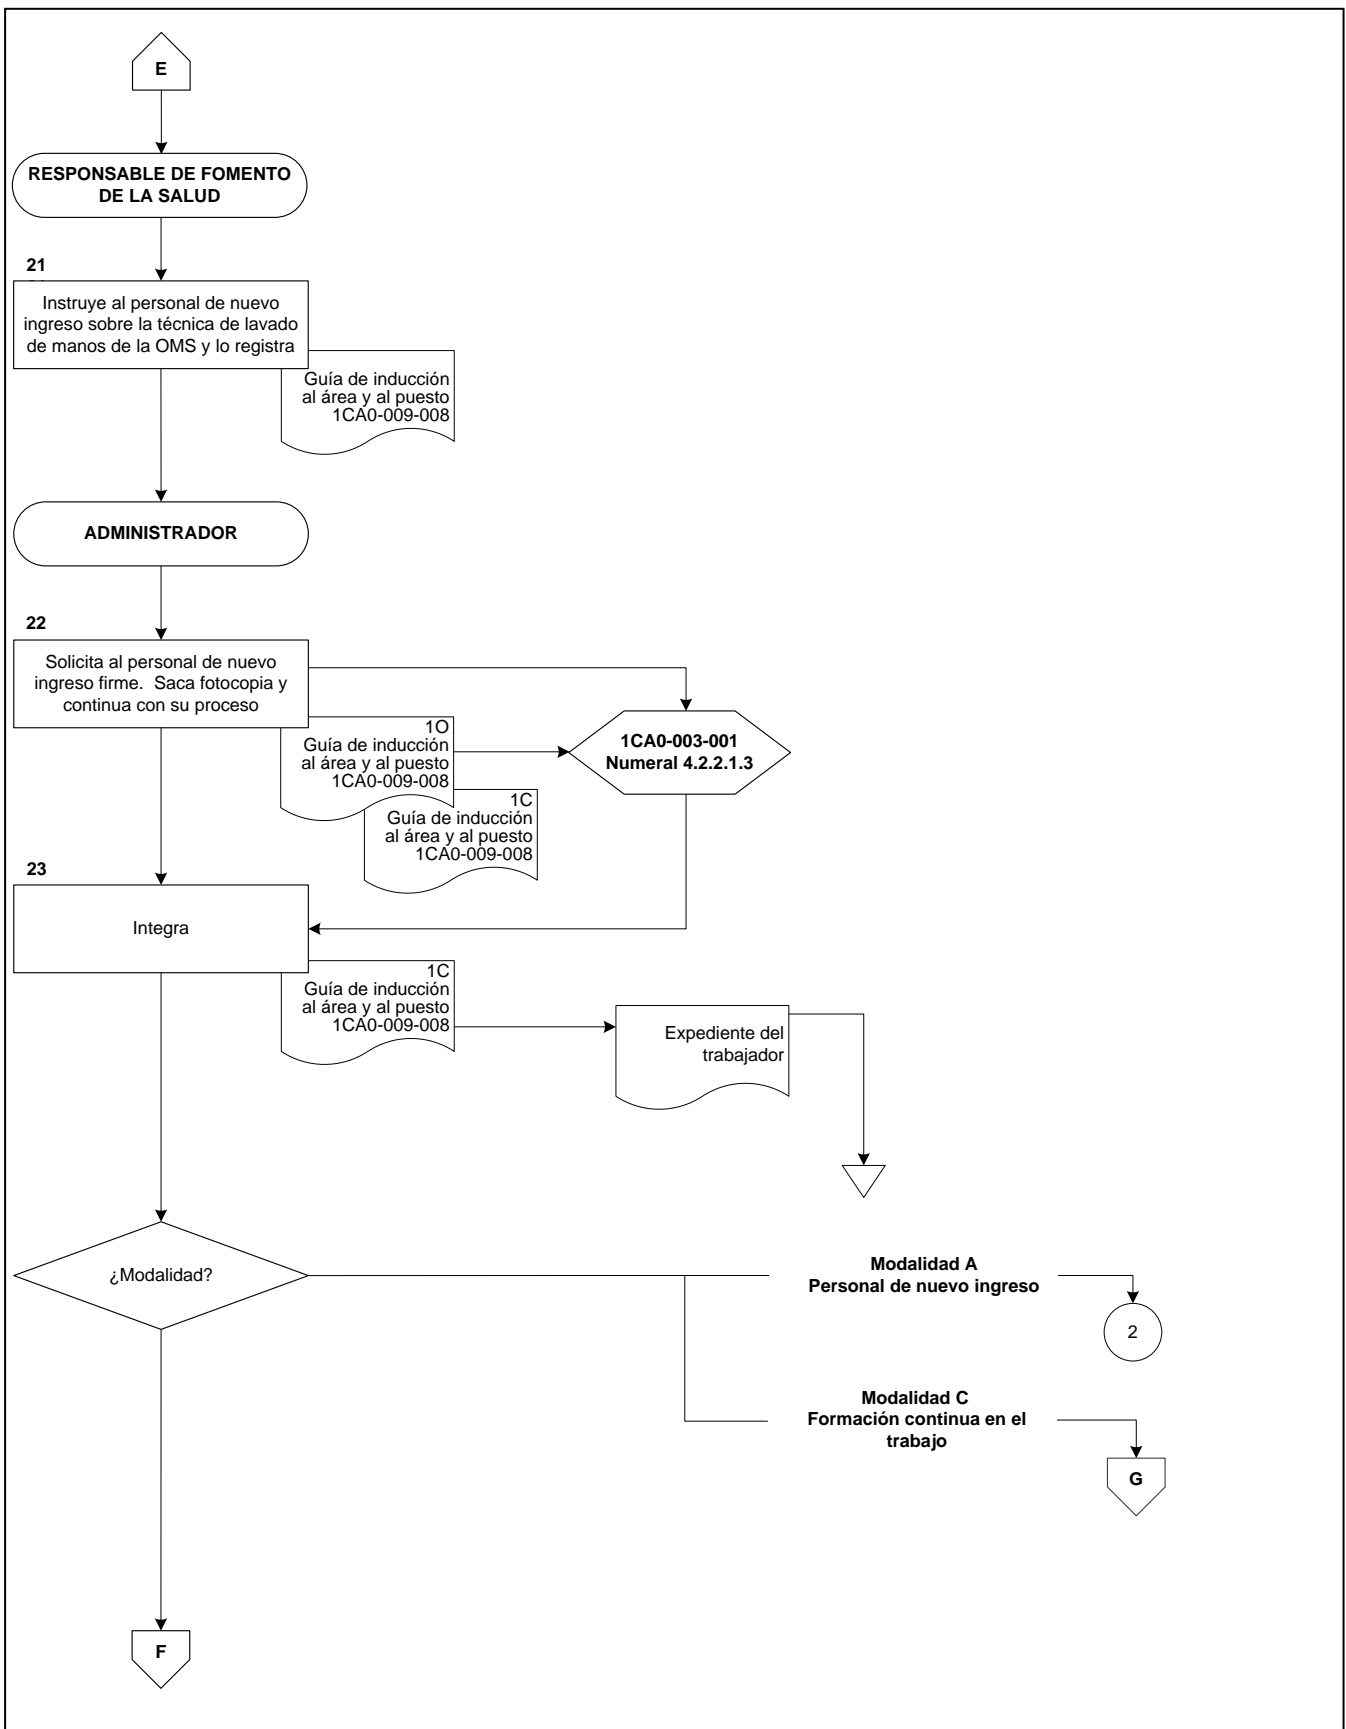 E
RESPONSABLE DE FOMENTO
DE LA SALUD
21
Instruye al personal de nuevo
ingreso sobre la técnica de lavado
de manos de la OMS y lo registra
Guía de inducción
al área y al puesto
1CA0-009-008
ADMINISTRADOR
22
Solicita al personal de nuevo
ingreso firme. Saca fotocopia y
continua con su proceso
1O
Guía de inducción
al área y al puesto
1CA0-009-008
1CA0-003-001
Numeral 4.2.2.1.3
1C
Guía de inducción
al área y al puesto
1CA0-009-008
23
Integra
1C
Guía de inducción
al área y al puesto
1CA0-009-008
Expediente del
trabajador
¿Modalidad?
Modalidad A
Personal de nuevo ingreso
2
Modalidad C
Formación continua en el
trabajo
G
F